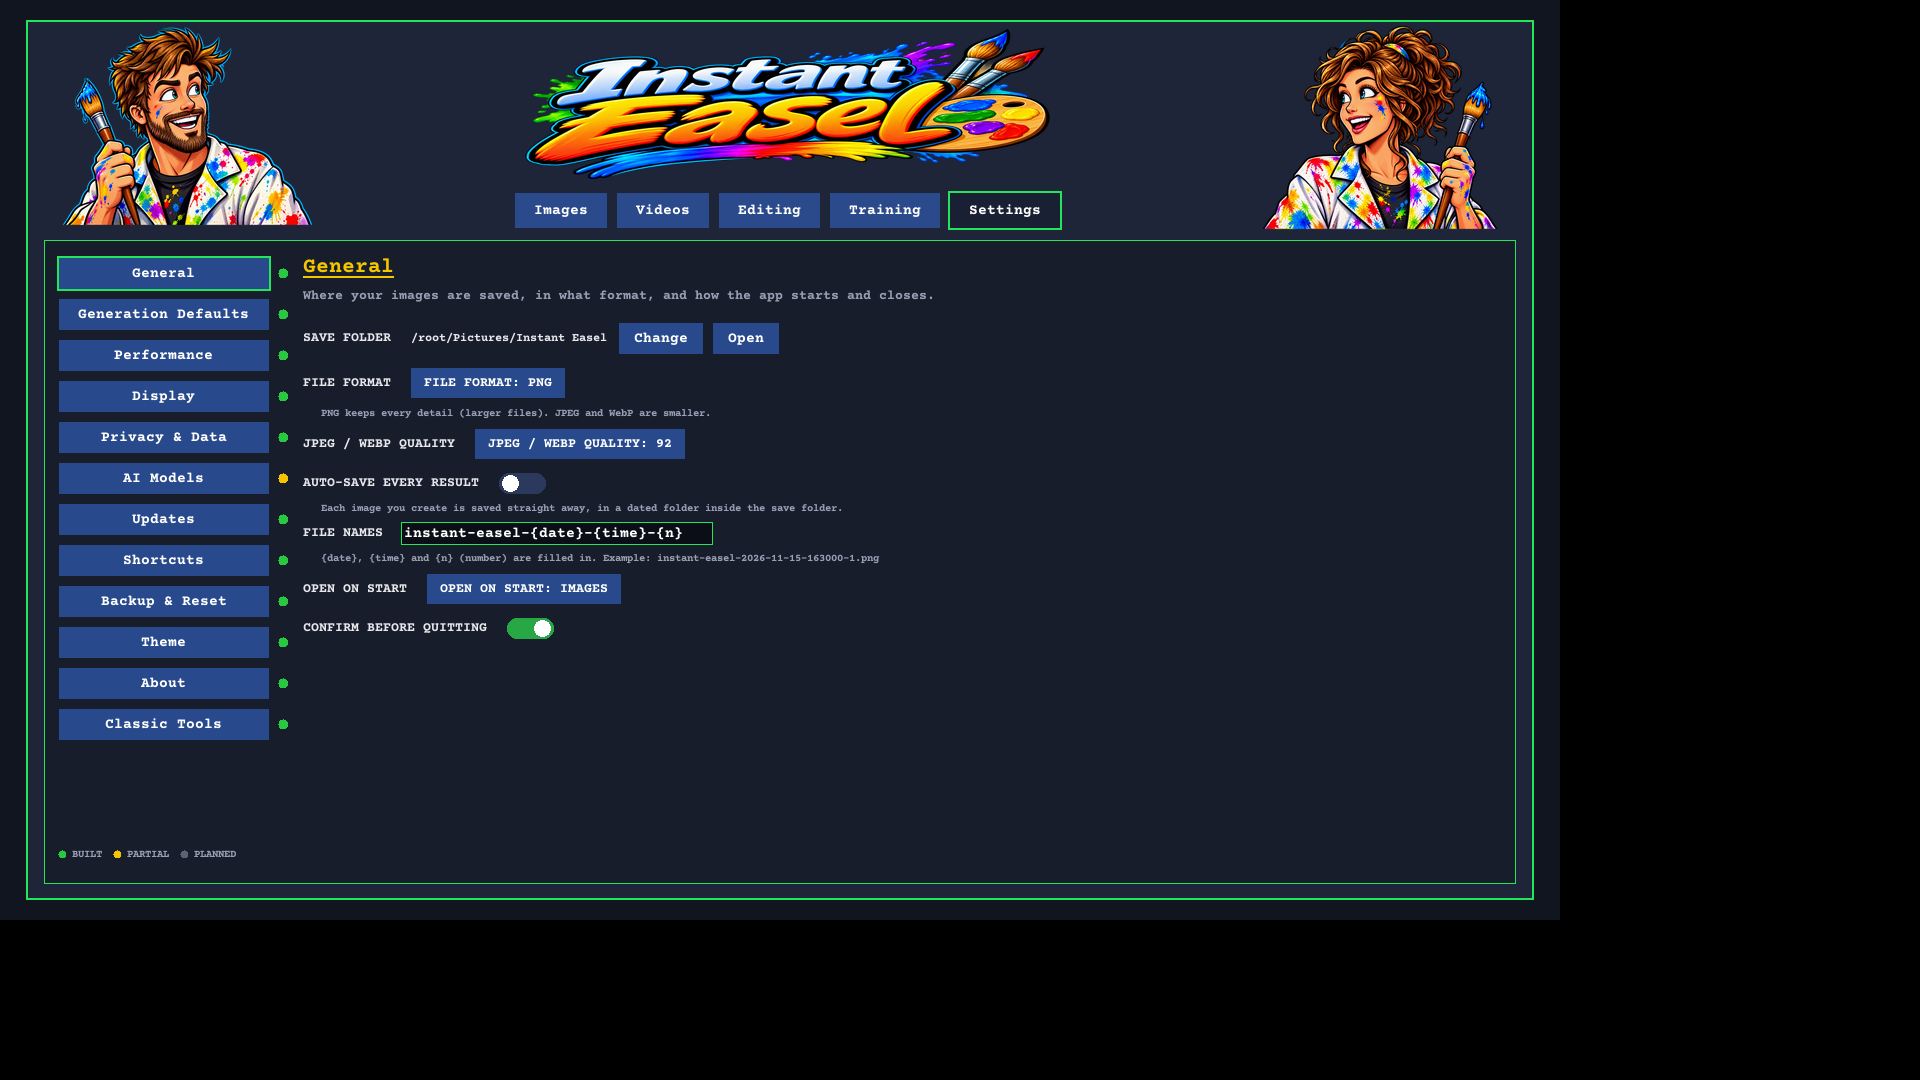 Instant
Easel
Images Videos Editing Training Settings
General
Generation Defaults
Performance
Display
Privacy & Data
AI Models
Updates
Shortcuts
Backup & Reset
Theme
About
Classic Tools
BUILT PARTIAL PLANNED
General
Where your images are saved, in what format, and how the app starts and closes.
SAVE FOLDER /root/Pictures/Instant Easel Change Open
FILE FORMAT FILE FORMAT: PNG
PNG keeps every detail (larger files). JPEG and WebP are smaller.
JPEG / WEBP QUALITY JPEG / WEBP QUALITY: 92
AUTO-SAVE EVERY RESULT
Each image you create is saved straight away, in a dated folder inside the save folder.
FILE NAMES instant-easel-{date}-{time}-{n}
{date}, {time} and {n} (number) are filled in. Example: instant-easel-2026-11-15-163000-1.png
OPEN ON START OPEN ON START: IMAGES
CONFIRM BEFORE QUITTING